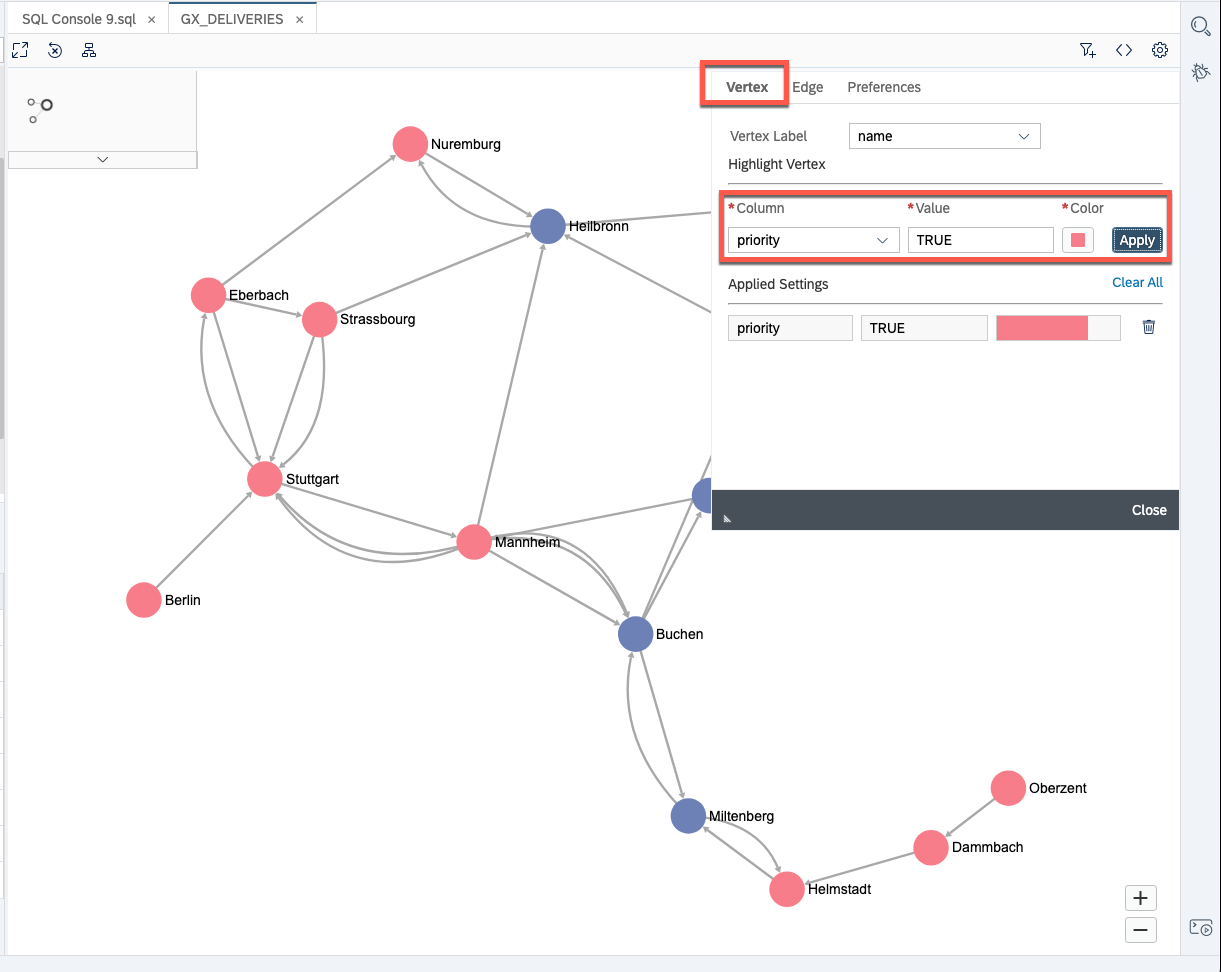 SQL Console 9.sql × GX_DELIVERIES ×
Vertex Edge Preferences
Vertex Label name
Highlight Vertex
*Column *Value *Color
priority TRUE Apply
Applied Settings Clear All
priority TRUE
Close
Nuremburg
Heilbronn
Eberbach
Strassbourg
Stuttgart
Mannheim
Berlin
Buchen
Oberzent
Miltenberg
Dammbach
Helmstadt
+
−